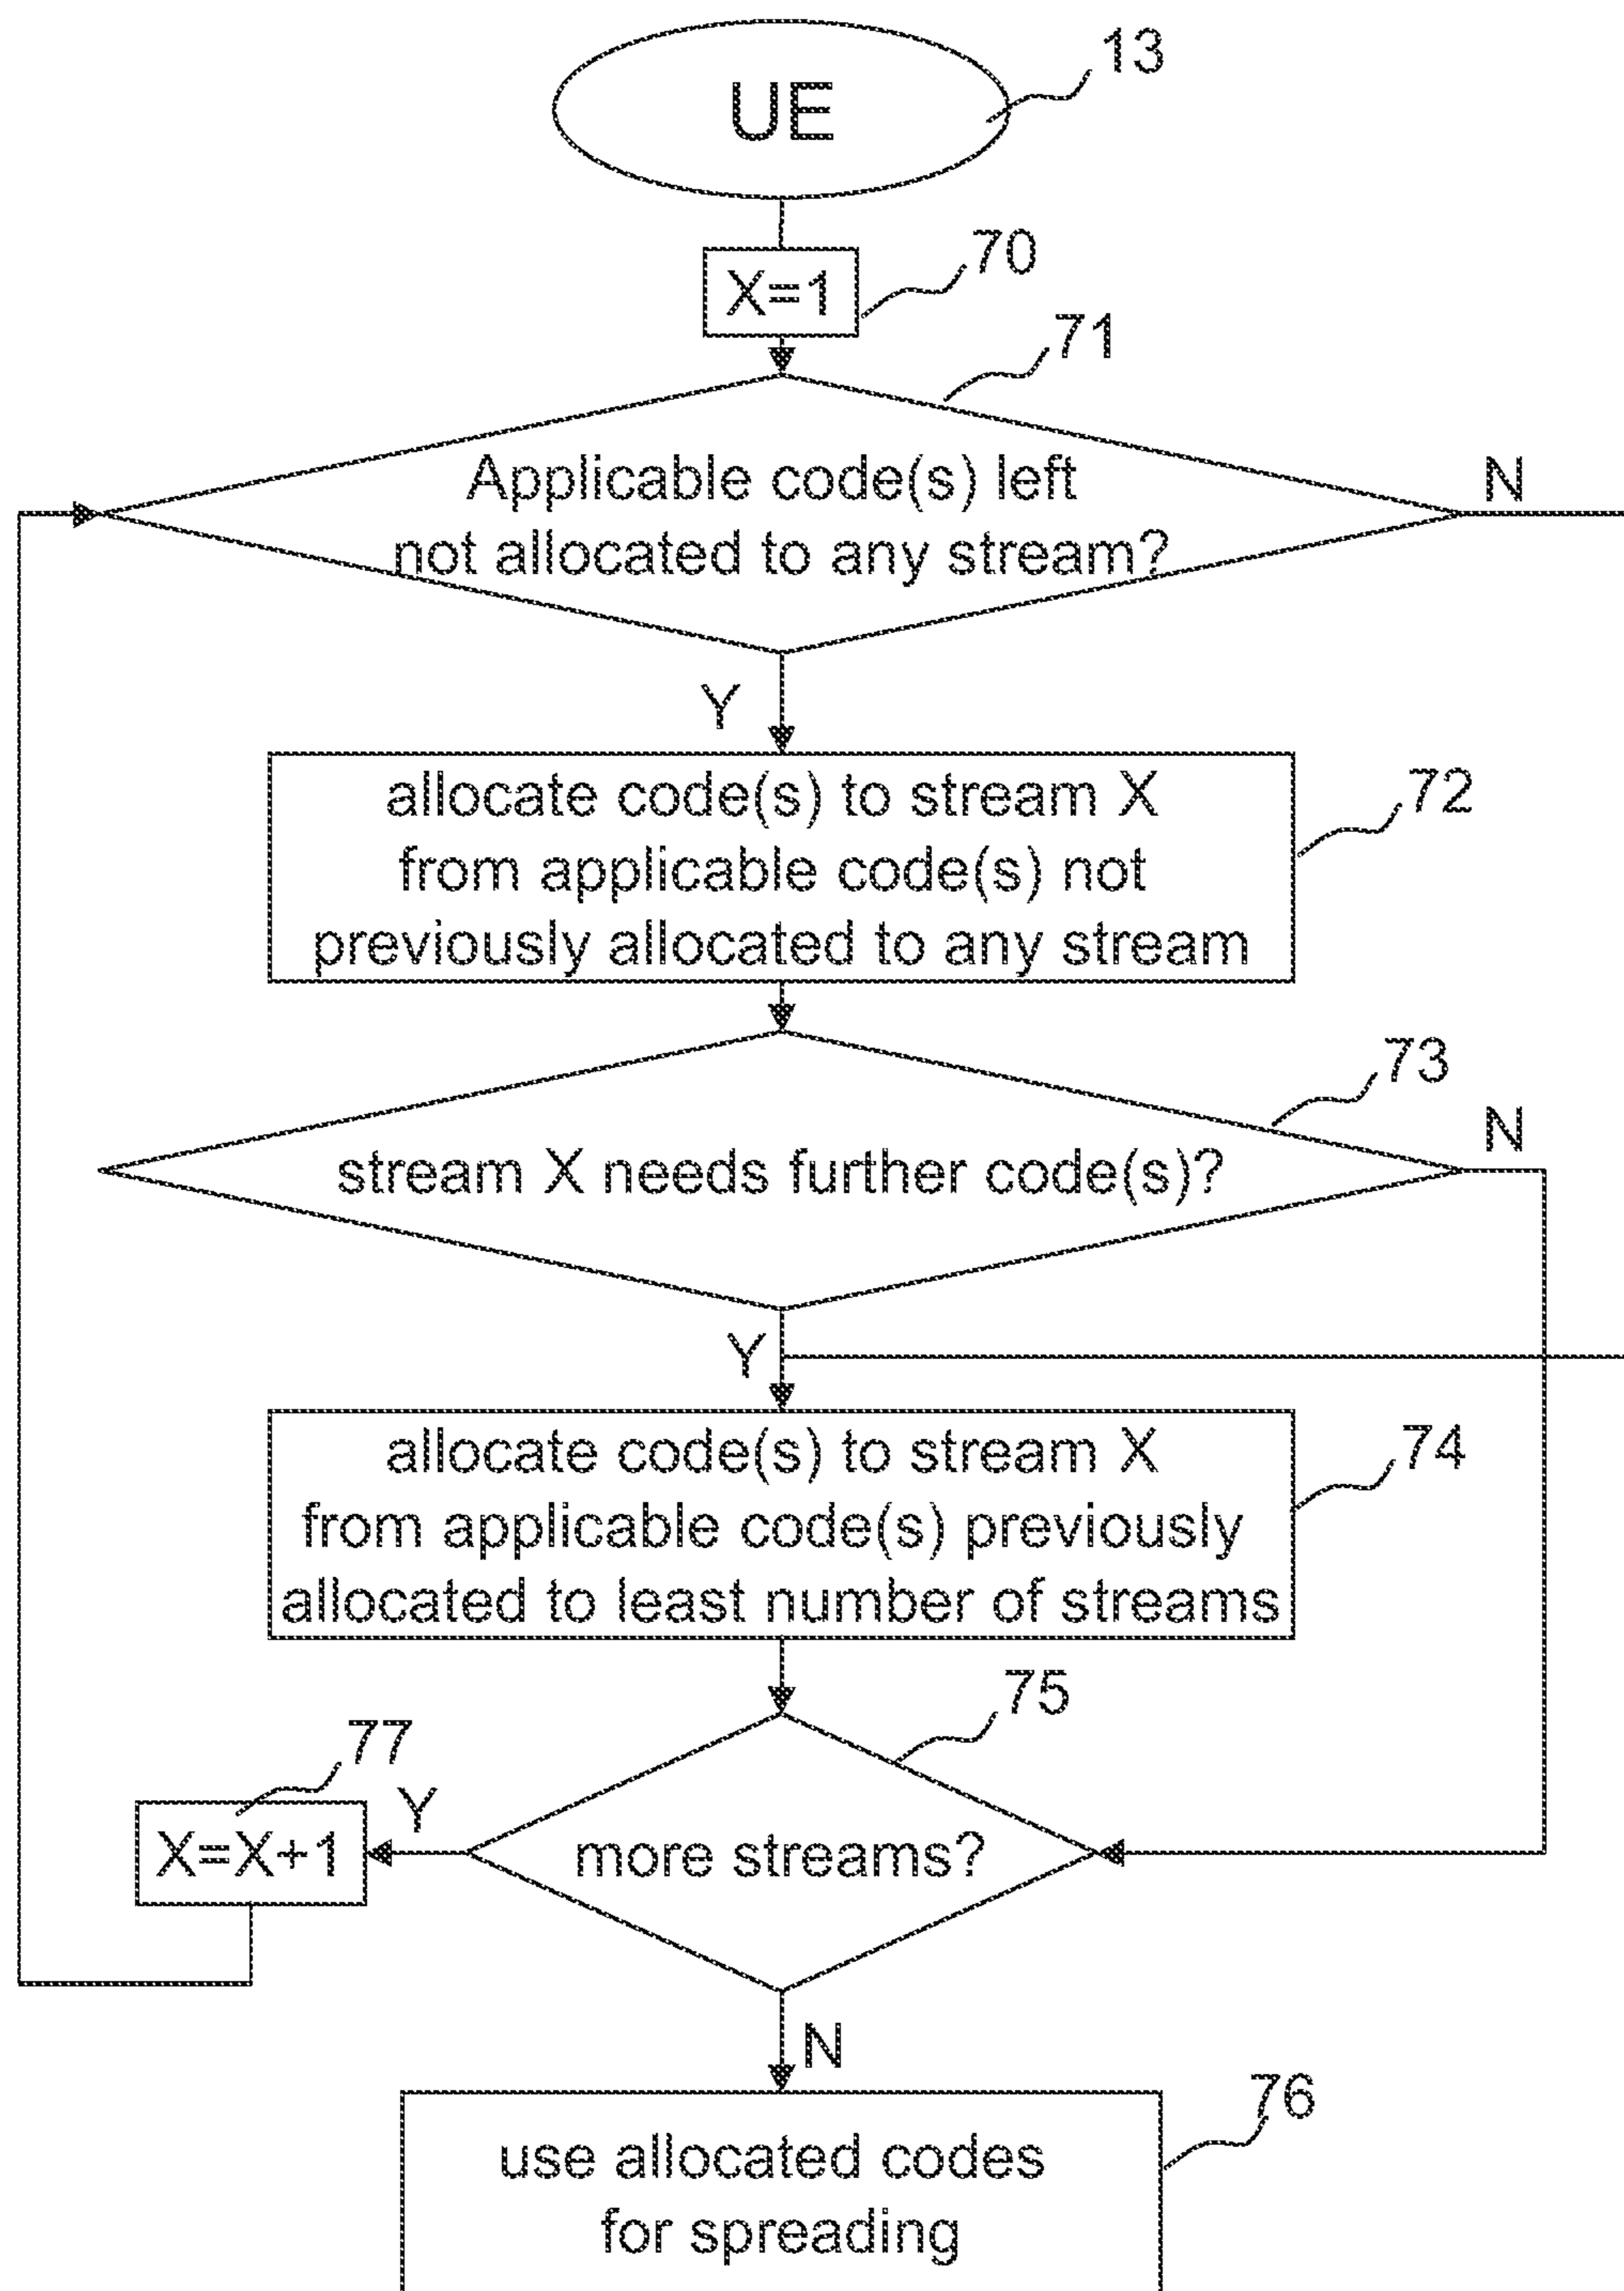 UE
13
X=1
70
71
Applicable code(s) left
not allocated to any stream?
N
Y
allocate code(s) to stream X
from applicable code(s) not
previously allocated to any stream
72
73
stream X needs further code(s)?
N
Y
allocate code(s) to stream X
from applicable code(s) previously
allocated to least number of streams
74
75
77
X=X+1
Y
more streams?
N
76
use allocated codes
for spreading